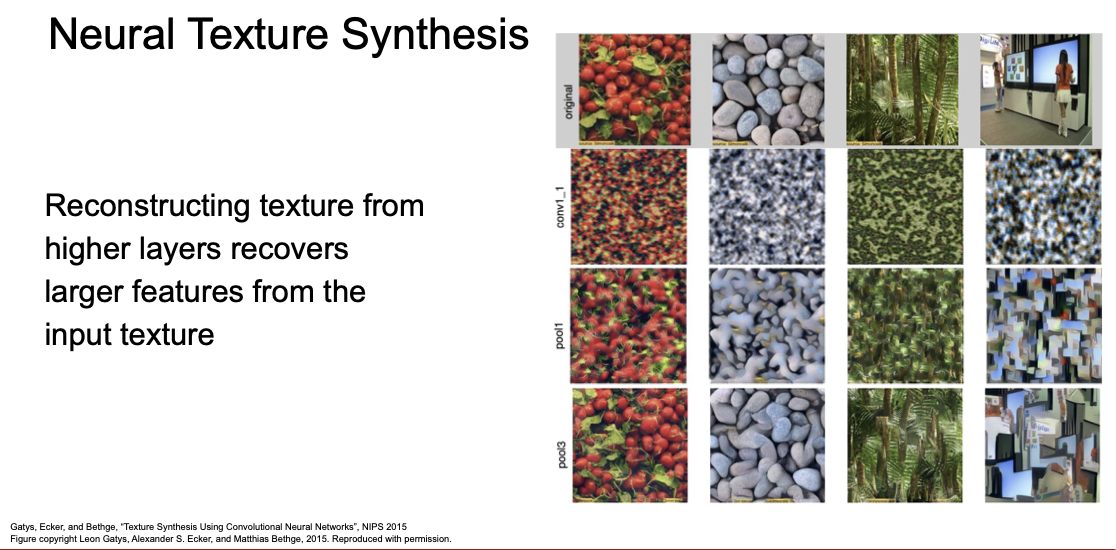 Neural Texture Synthesis
original
conv1_1
pool1
pool3
Reconstructing texture from
higher layers recovers
larger features from the
input texture
Gatys, Ecker, and Bethge, "Texture Synthesis Using Convolutional Neural Networks", NIPS 2015
Figure copyright Leon Gatys, Alexander S. Ecker, and Matthias Bethge, 2015. Reproduced with permission.